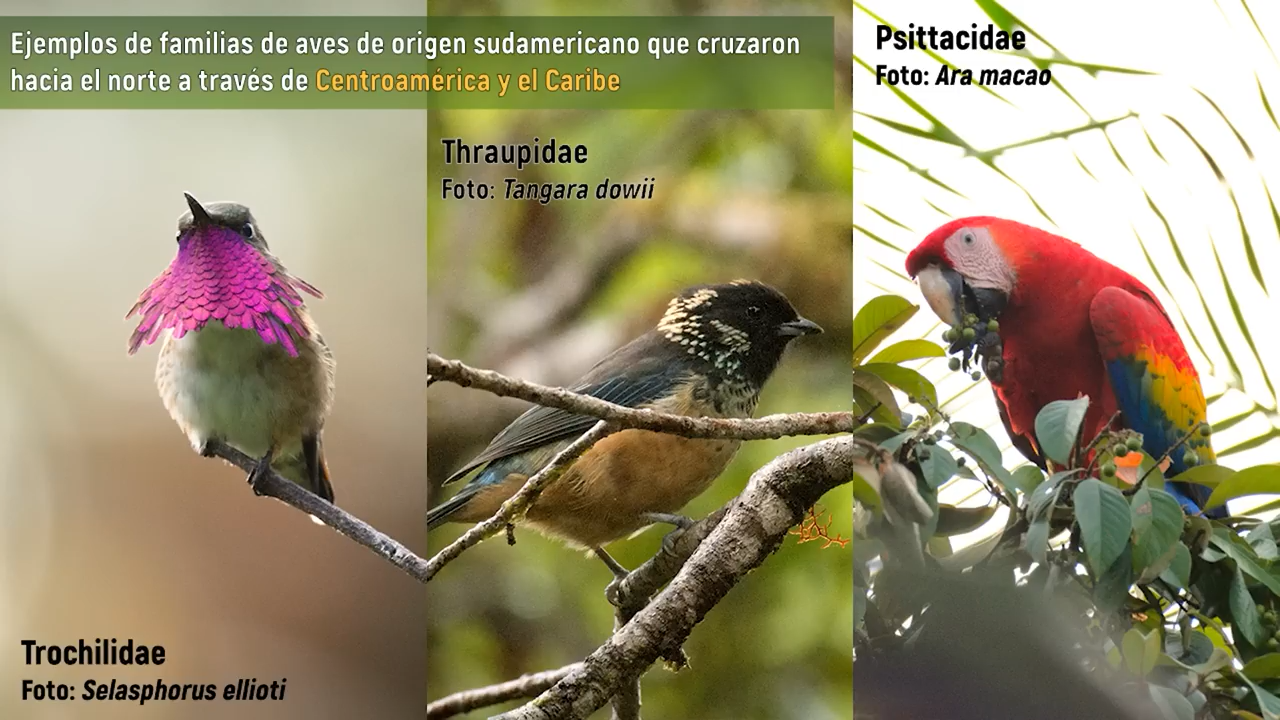 Ejemplos de familias de aves de origen sudamericano que cruzaron
hacia el norte a través de Centroamérica y el Caribe
Trochilidae
Foto: Selasphorus ellioti
Thraupidae
Foto: Tangara dowii
Psittacidae
Foto: Ara macao